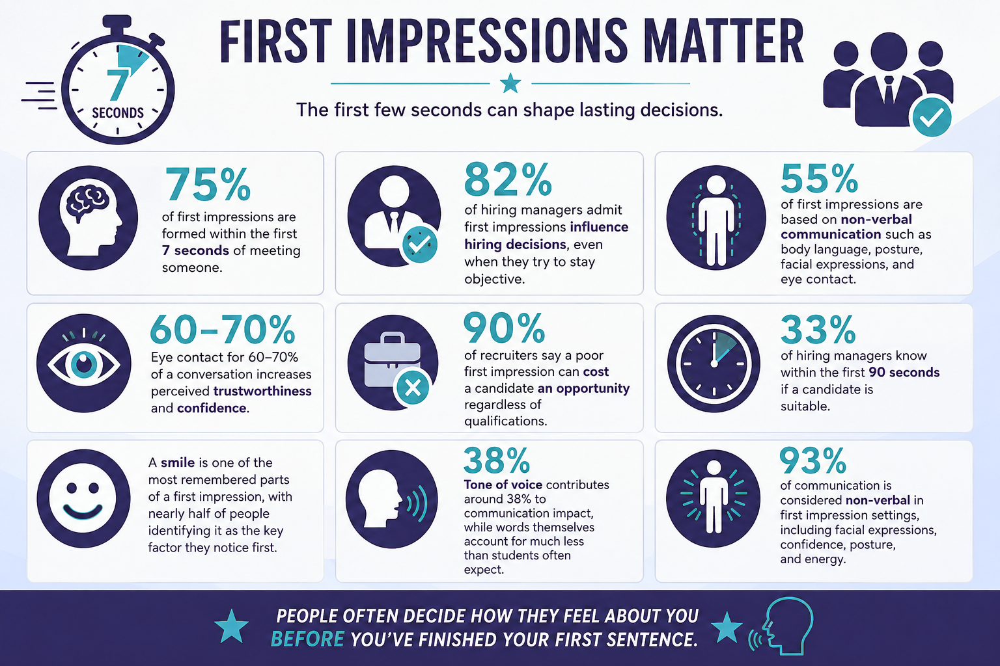 FIRST IMPRESSIONS MATTER
7
SECONDS
The first few seconds can shape lasting decisions.
75%
of first impressions are
formed within the first
7 seconds of meeting
someone.
82%
of hiring managers admit
first impressions influence
hiring decisions, even
when they try to stay
objective.
55%
of first impressions are
based on non-verbal
communication such as
body language, posture,
facial expressions, and
eye contact.
60–70%
Eye contact for 60–70%
of a conversation increases
perceived trustworthiness
and confidence.
90%
of recruiters say a poor
first impression can cost
a candidate an opportunity
regardless of
qualifications.
33%
of hiring managers know
within the first 90 seconds
if a candidate is
suitable.
A smile is one of the
most remembered parts
of a first impression, with
nearly half of people
identifying it as the key
factor they notice first.
38%
Tone of voice contributes
around 38% to
communication impact,
while words themselves
account for much less
than students often
expect.
93%
of communication is
considered non-verbal in
first impression settings,
including facial expressions,
confidence, posture,
and energy.
PEOPLE OFTEN DECIDE HOW THEY FEEL ABOUT YOU
BEFORE YOU'VE FINISHED YOUR FIRST SENTENCE.